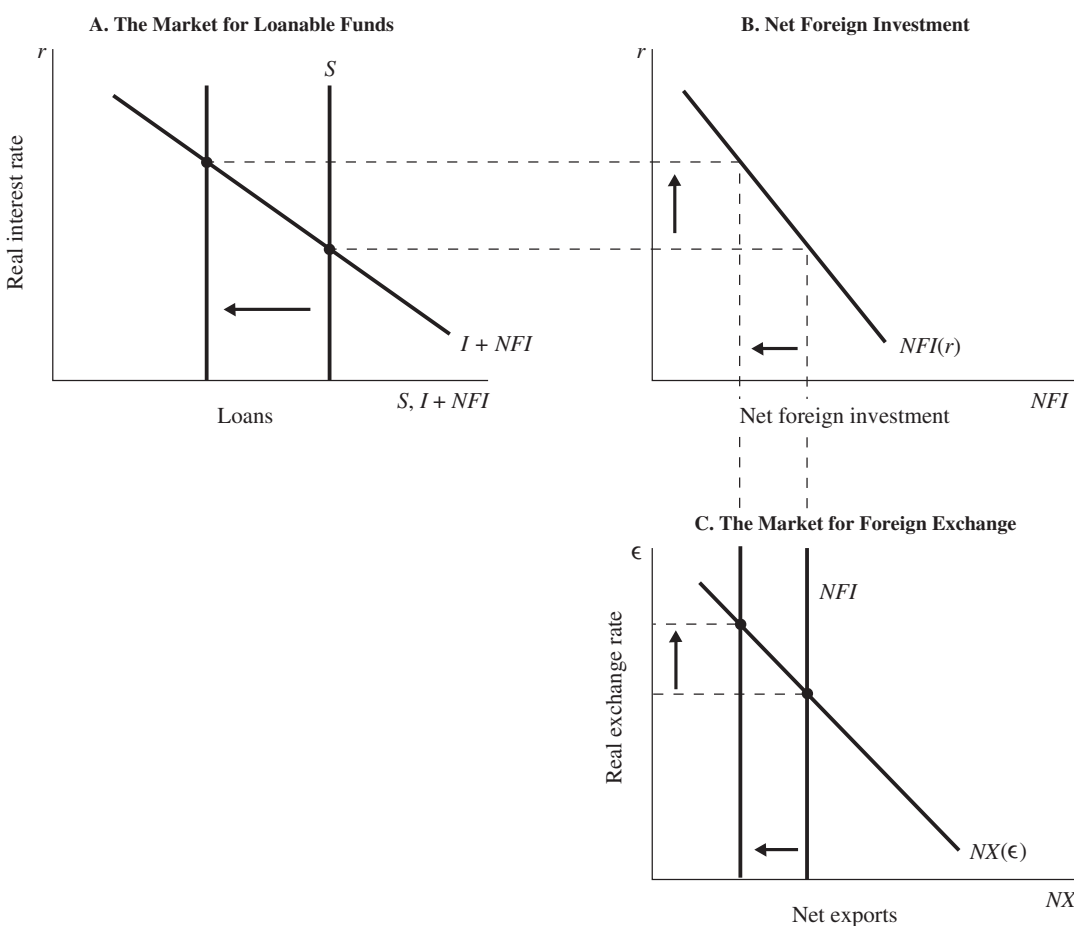 A. The Market for Loanable Funds
r
S
Real interest rate
I + NFI
S, I + NFI
Loans
B. Net Foreign Investment
r
NFI(r)
NFI
Net foreign investment
C. The Market for Foreign Exchange
ϵ
NFI
Real exchange rate
NX(ϵ)
NX
Net exports